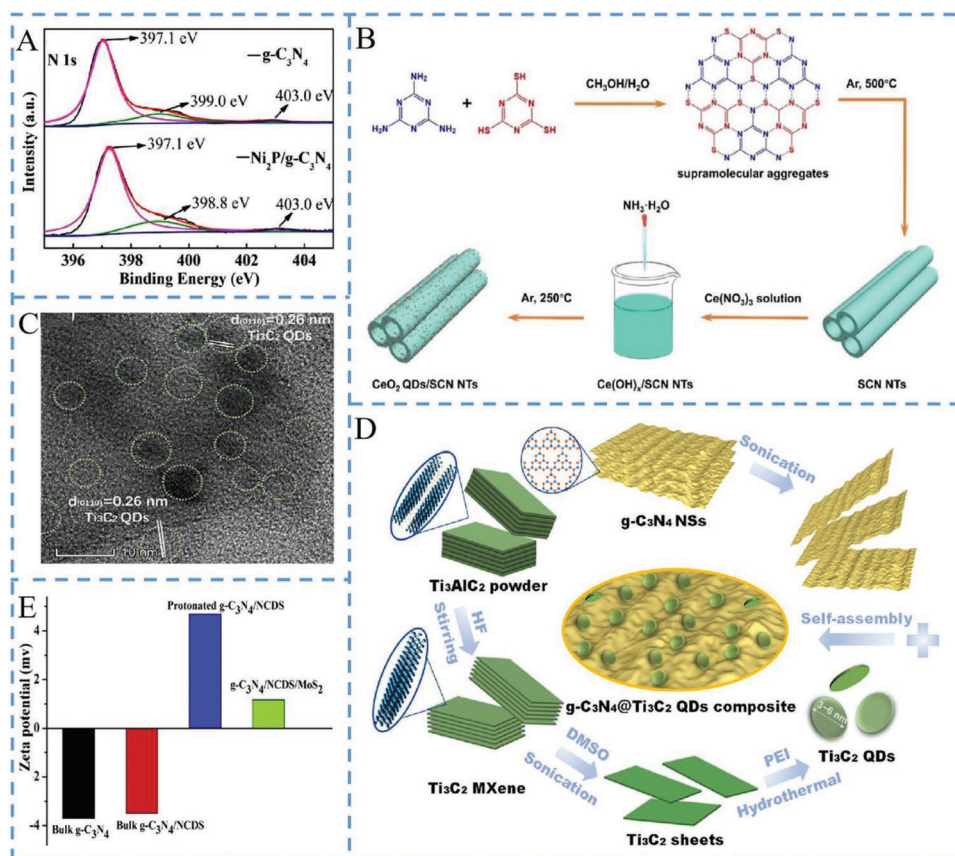 A
N 1s
397.1 eV
g-C₃N₄
399.0 eV
403.0 eV
397.1 eV
Ni₂P/g-C₃N₄
398.8 eV
403.0 eV
Intensity (a.u.)
396 398 400 402 404
Binding Energy (eV)
B
NH₂
H₂N
NH₂
+
SH
HS
SH
CH₃OH/H₂O
supramolecular aggregates
Ar, 500°C
NH₃·H₂O
Ar, 250°C
Ce(NO₃)₃ solution
CeO₂ QDs/SCN NTs
Ce(OH)ₓ/SCN NTs
SCN NTs
C
d(0110)=0.26 nm
Ti₃C₂ QDs
d(0110)=0.26 nm
Ti₃C₂ QDs
10 nm
D
g-C₃N₄ NSs
Sonication
Ti₃AlC₂ powder
HF
Stirring
Self-assembly
g-C₃N₄@Ti₃C₂ QDs composite
3~6 nm
Ti₃C₂ QDs
Ti₃C₂ MXene
DMSO
Sonication
PEI
Hydrothermal
Ti₃C₂ sheets
E
Zeta potential (mv)
4
2
0
-2
-4
Protonated g-C₃N₄/NCDS
g-C₃N₄/NCDS/MoS₂
Bulk g-C₃N₄
Bulk g-C₃N₄/NCDS